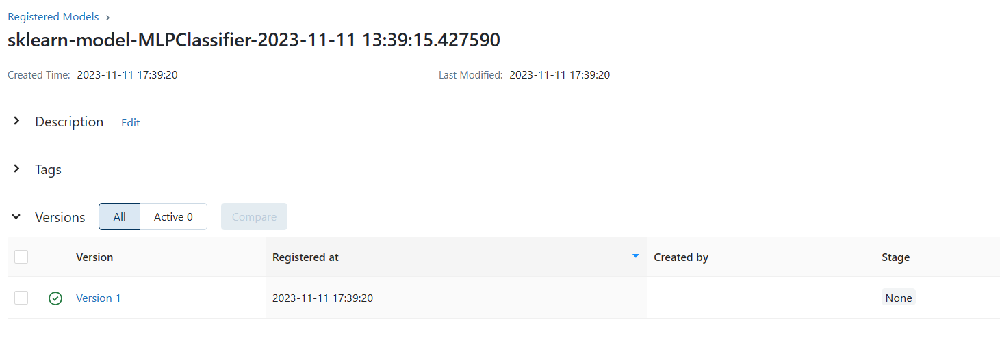 Registered Models
sklearn-model-MLPClassifier-2023-11-11 13:39:15.427590
Created Time: 2023-11-11 17:39:20 Last Modified: 2023-11-11 17:39:20
Description Edit
Tags
Versions All Active 0 Compare
Version Registered at Created by Stage
Version 1 2023-11-11 17:39:20 None